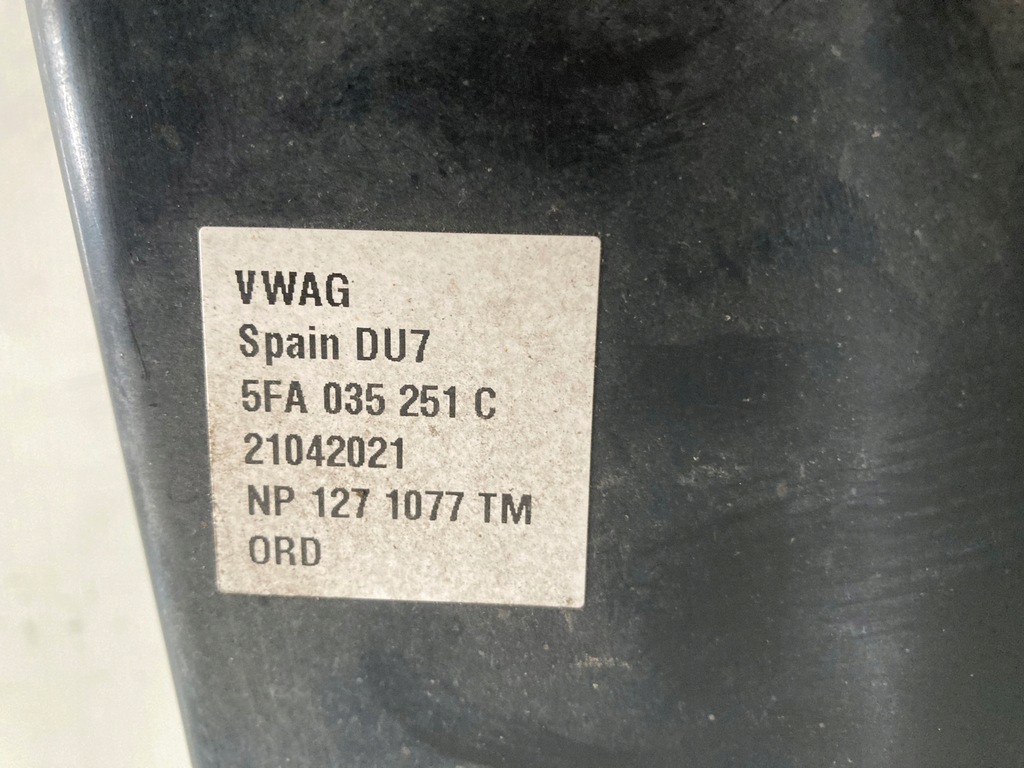 VWAG
Spain DU7
5FA 035 251 C
21042021
NP 127 1077 TM
ORD